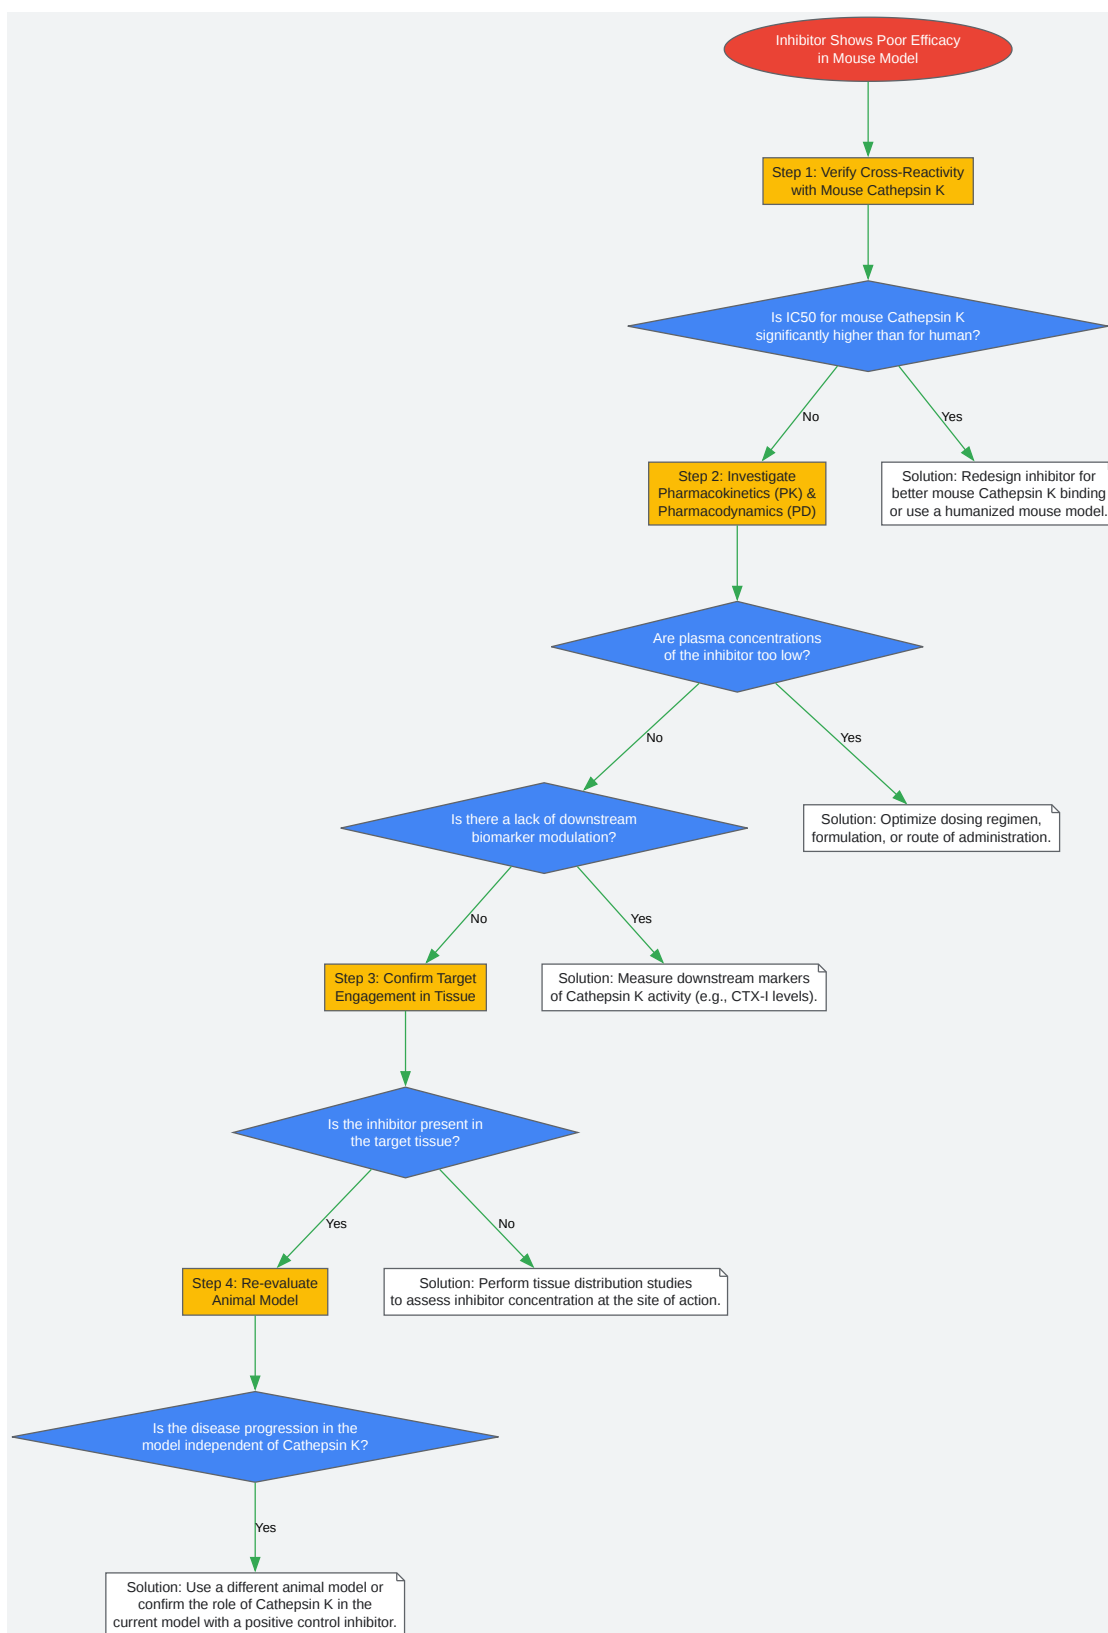 Inhibitor Shows Poor Efficacy
in Mouse Model
Step 1: Verify Cross-Reactivity
with Mouse Cathepsin K
Is IC50 for mouse Cathepsin K
significantly higher than for human?
No
Yes
Step 2: Investigate
Pharmacokinetics (PK) &
Pharmacodynamics (PD)
Solution: Redesign inhibitor for
better mouse Cathepsin K binding
or use a humanized mouse model.
Are plasma concentrations
of the inhibitor too low?
No
Yes
Is there a lack of downstream
biomarker modulation?
Solution: Optimize dosing regimen,
formulation, or route of administration.
No
Yes
Step 3: Confirm Target
Engagement in Tissue
Solution: Measure downstream markers
of Cathepsin K activity (e.g., CTX-I levels).
Is the inhibitor present in
the target tissue?
Yes
No
Step 4: Re-evaluate
Animal Model
Solution: Perform tissue distribution studies
to assess inhibitor concentration at the site of action.
Is the disease progression in the
model independent of Cathepsin K?
Yes
Solution: Use a different animal model or
confirm the role of Cathepsin K in the
current model with a positive control inhibitor.